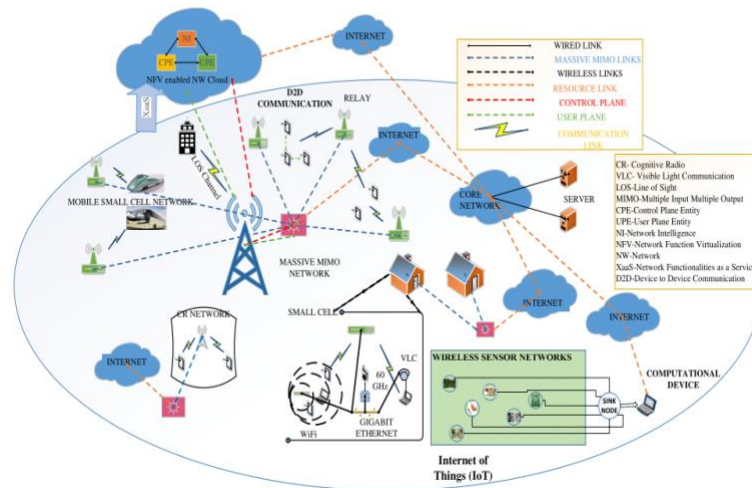 INTERNET
NI
CPE
UPE
NFV enabled NW Cloud
XaaS
WIRED LINK
MASSIVE MIMO LINKS
WIRELESS LINKS
RESOURCE LINK
CONTROL PLANE
USER PLANE
COMMUNICATION
LINK
D2D
COMMUNICATION
RELAY
INTERNET
LOS Channel
MOBILE SMALL CELL NETWORK
CORE
NETWORK
SERVER
CR- Cognitive Radio
VLC- Visible Light Communication
LOS-Line of Sight
MIMO-Multiple Input Multiple Output
CPE-Control Plane Entity
UPE-User Plane Entity
NI-Network Intelligence
NFV-Network Function Virtualization
NW-Network
XaaS-Network Functionalities as a Service
D2D-Device to Device Communication
MASSIVE MIMO
NETWORK
INTERNET
SMALL CELL
INTERNET
CR NETWORK
INTERNET
VLC
60
GHz
WiFi
GIGABIT
ETHERNET
WIRELESS SENSOR NETWORKS
SINK
NODE
COMPUTATIONAL
DEVICE
Internet of
Things (IoT)